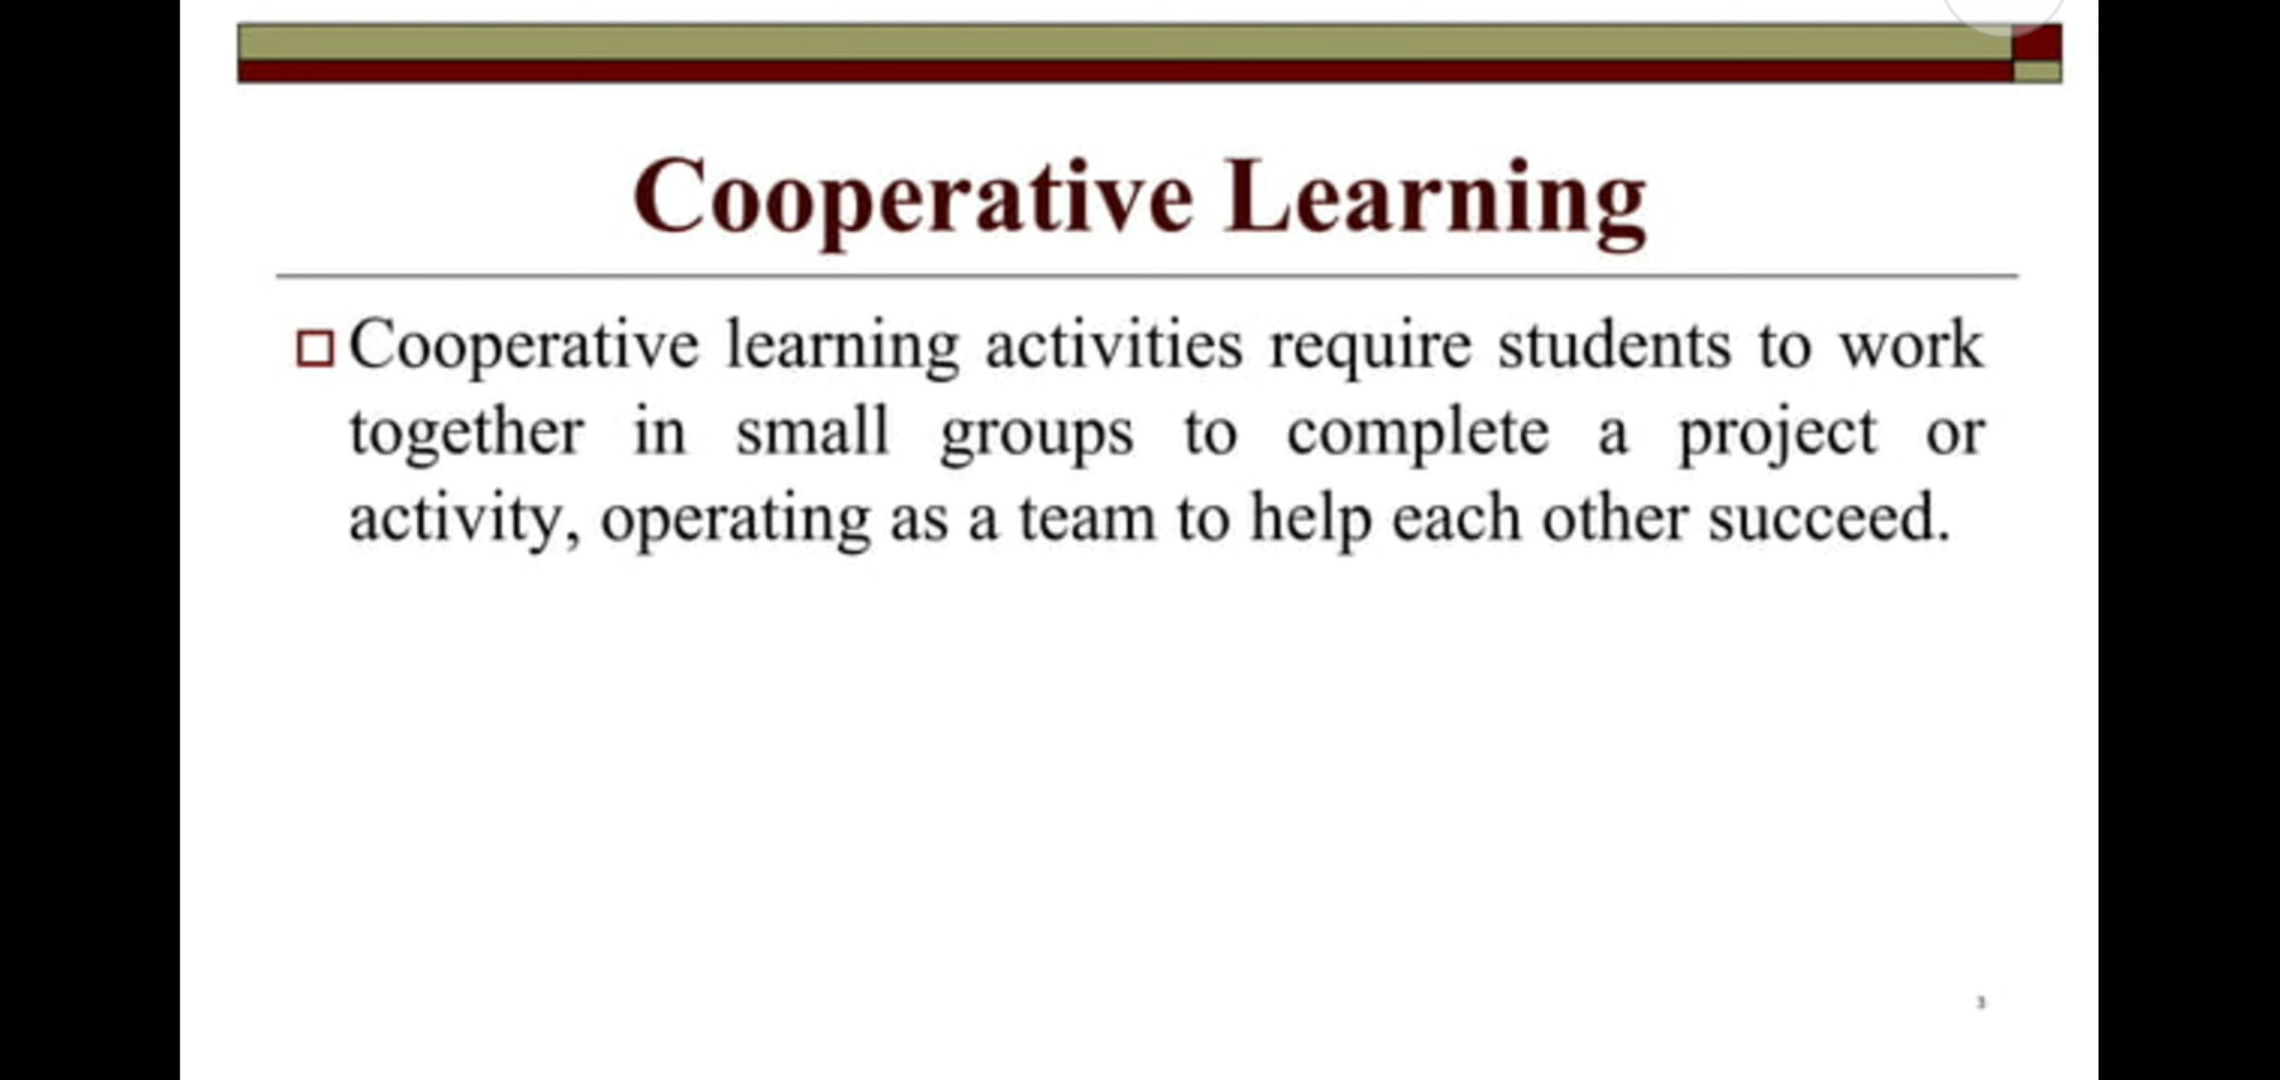 Cooperative Learning
Cooperative learning activities require students to work
together in small groups to complete a project or
activity, operating as a team to help each other succeed.
3